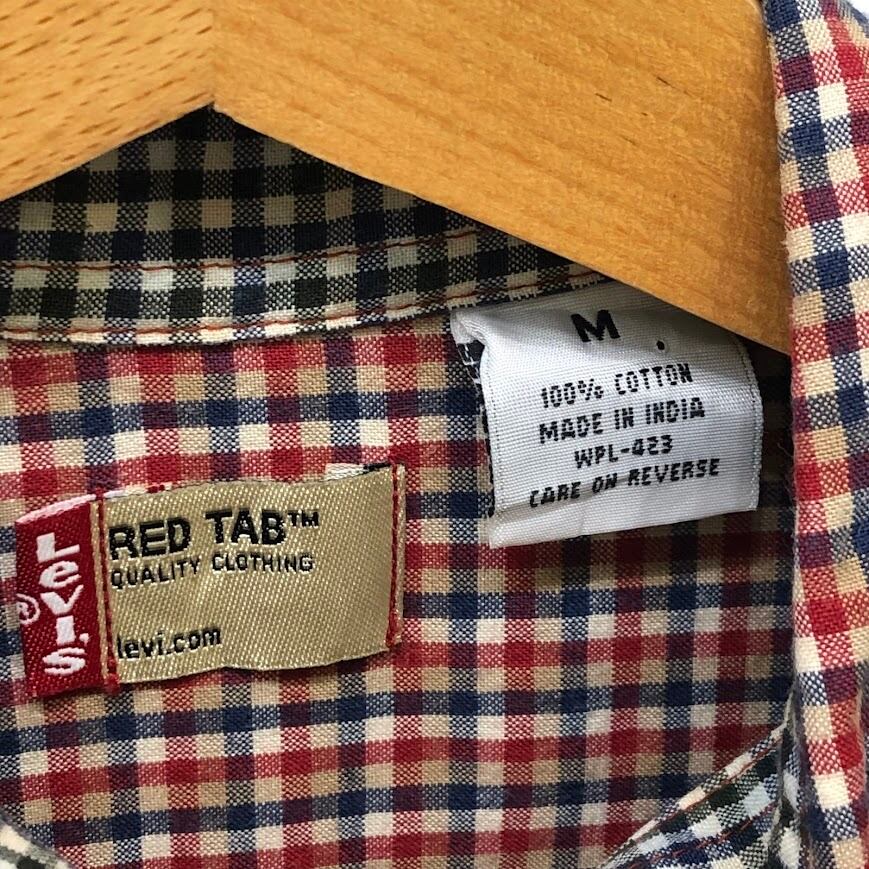 M
100% COTTON
MADE IN INDIA
WPL-423
CARE ON REVERSE
RED TAB™
QUALITY CLOTHING
levi.com
LEVI'S®